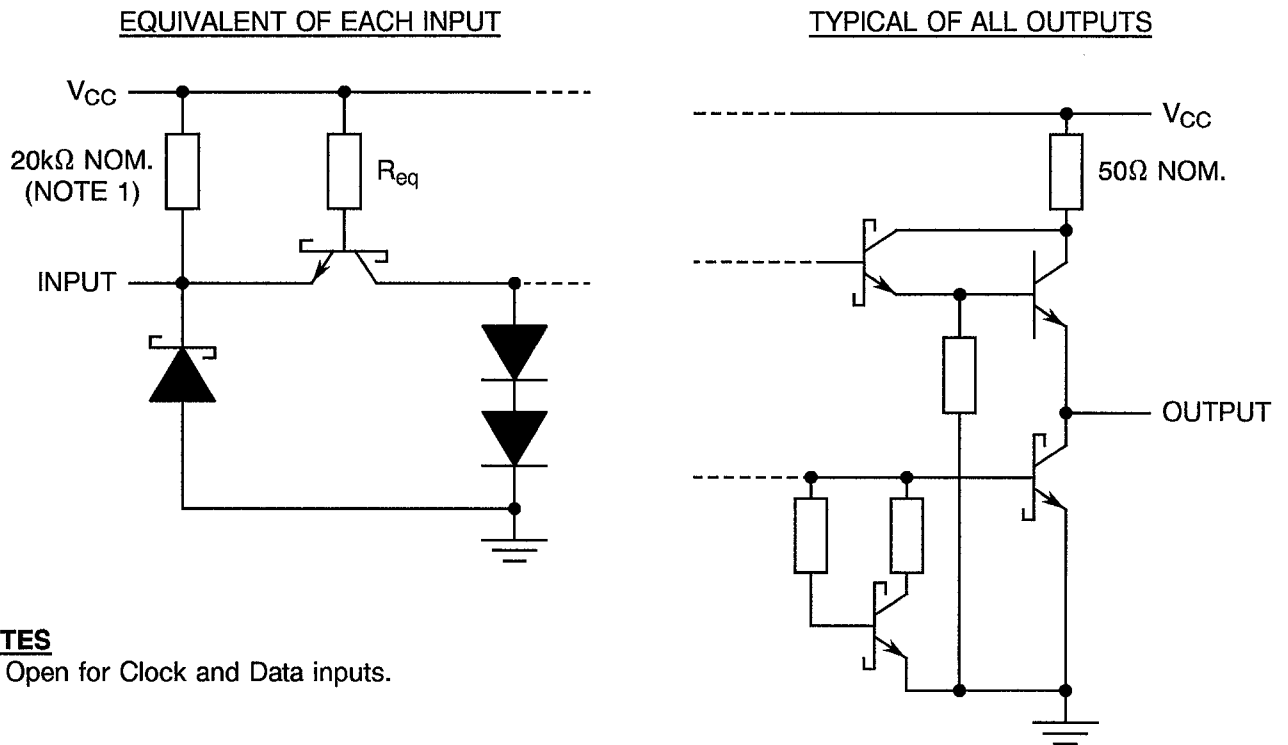 EQUIVALENT OF EACH INPUT
TYPICAL OF ALL OUTPUTS
VCC
20kΩ NOM.
(NOTE 1)
Req
INPUT
VCC
50Ω NOM.
OUTPUT
TES
Open for Clock and Data inputs.